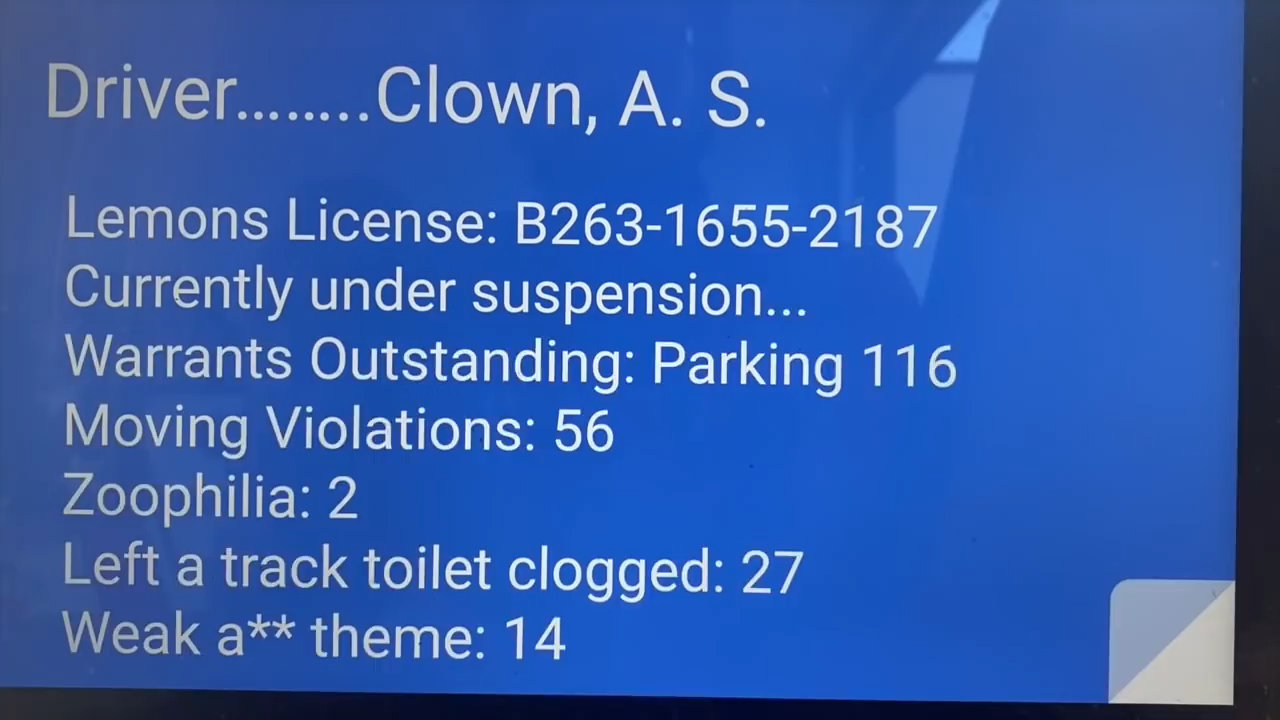 Driver........Clown, A. S.
Lemons License: B263-1655-2187
Currently under suspension...
Warrants Outstanding: Parking 116
Moving Violations: 56
Zoophilia: 2
Left a track toilet clogged: 27
Weak a** theme: 14